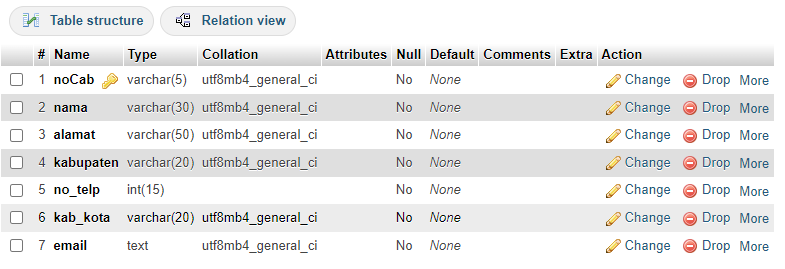 Table structure Relation view
# Name Type Collation Attributes Null Default Comments Extra Action
1 noCab varchar(5) utf8mb4_general_ci No None Change Drop More
2 nama varchar(30) utf8mb4_general_ci No None Change Drop More
3 alamat varchar(50) utf8mb4_general_ci No None Change Drop More
4 kabupaten varchar(20) utf8mb4_general_ci No None Change Drop More
5 no_telp int(15) No None Change Drop More
6 kab_kota varchar(20) utf8mb4_general_ci No None Change Drop More
7 email text utf8mb4_general_ci No None Change Drop More